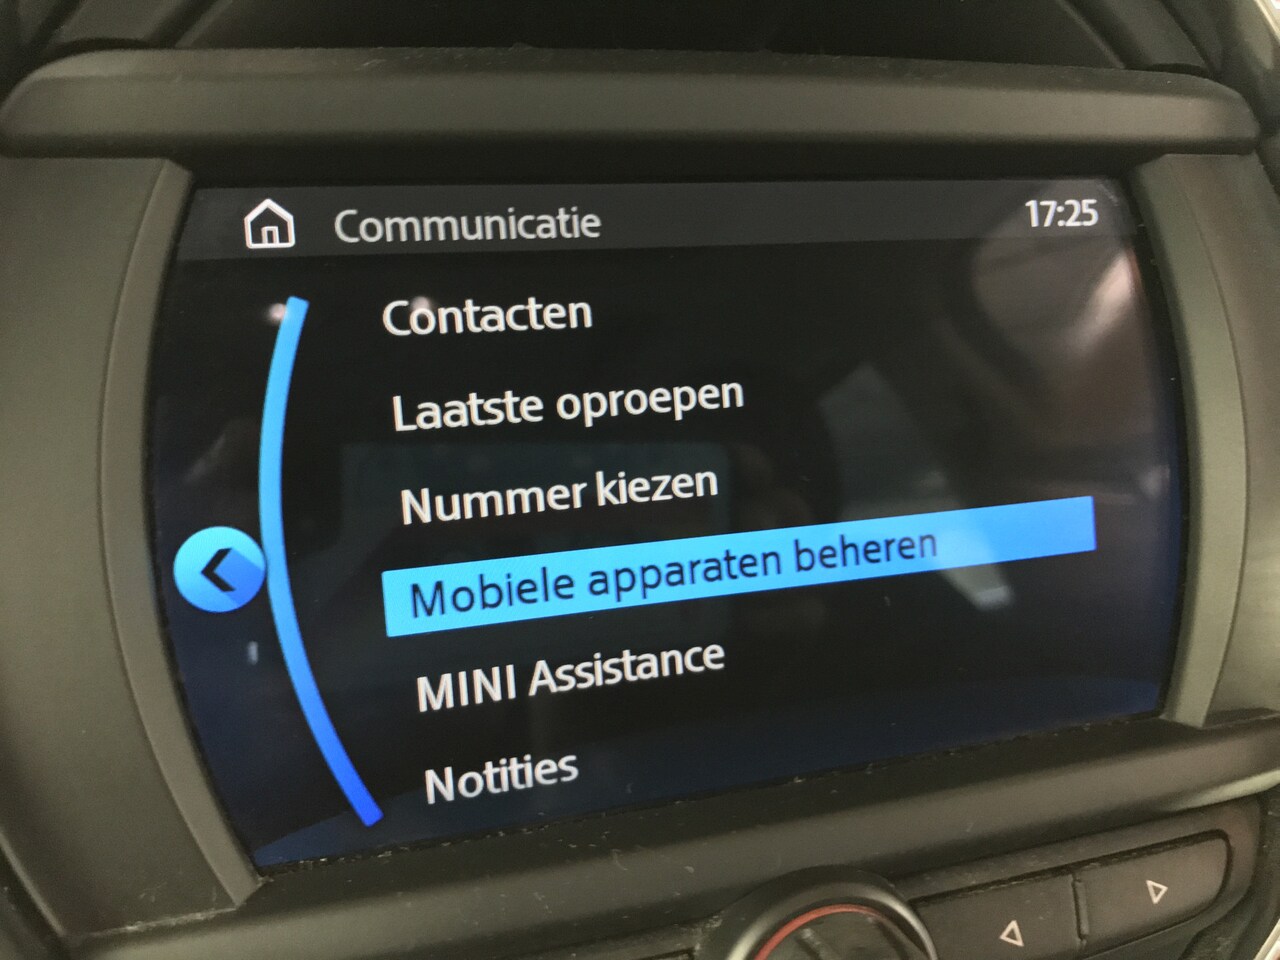 Communicatie
17:25
Contacten
Laatste oproepen
Nummer kiezen
Mobiele apparaten beheren
MINI Assistance
Notities